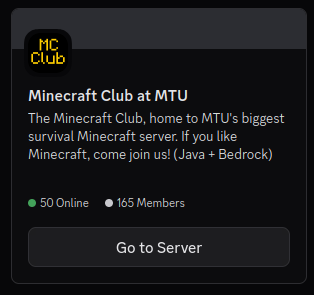 MC
Club
Minecraft Club at MTU
The Minecraft Club, home to MTU's biggest
survival Minecraft server. If you like
Minecraft, come join us! (Java + Bedrock)
50 Online 165 Members
Go to Server